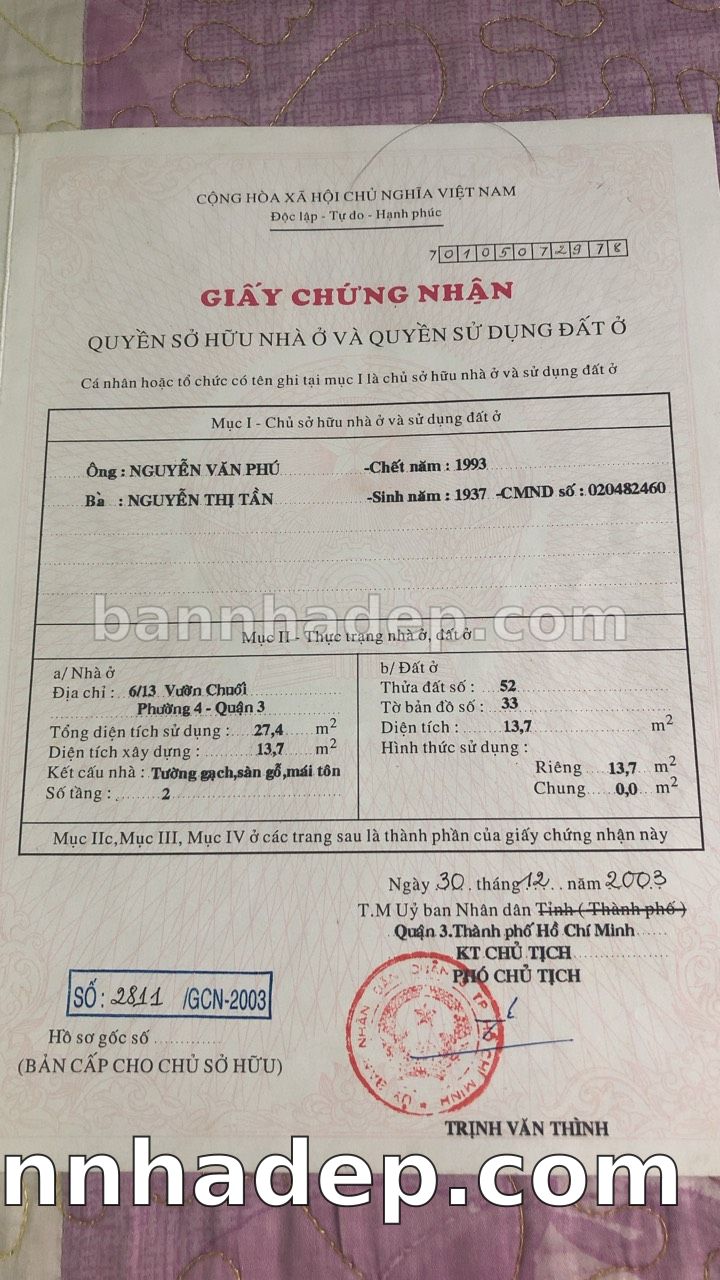 CỘNG HÒA XÃ HỘI CHỦ NGHĨA VIỆT NAM
Độc lập - Tự do - Hạnh phúc
70105072978
GIẤY CHỨNG NHẬN
QUYỀN SỞ HỮU NHÀ Ở VÀ QUYỀN SỬ DỤNG ĐẤT Ở
Cá nhân hoặc tổ chức có tên ghi tại mục I là chủ sở hữu nhà ở và sử dụng đất ở
Mục I - Chủ sở hữu nhà ở và sử dụng đất ở
Ông : NGUYỄN VĂN PHÚ -Chết năm : 1993
Bà : NGUYỄN THỊ TẦN -Sinh năm : 1937 -CMND số : 020482460
bannhadep.com
Mục II - Thực trạng nhà ở, đất ở
a/ Nhà ở
Địa chỉ : 6/13 Vườn Chuối
Phường 4 - Quận 3
Tổng diện tích sử dụng : 27,4 m2
Diện tích xây dựng : 13,7 m2
Kết cấu nhà : Tường gạch,sàn gỗ,mái tôn
Số tầng : 2
b/ Đất ở
Thửa đất số : 52
Tờ bản đồ số : 33
Diện tích : 13,7 m2
Hình thức sử dụng :
Riêng 13,7 m2
Chung 0,0 m2
Mục IIc,Mục III, Mục IV ở các trang sau là thành phần của giấy chứng nhận này
Ngày 30 tháng 12 năm 2003
T.M Uỷ ban Nhân dân Tỉnh ( Thành phố )
Quận 3.Thành phố Hồ Chí Minh
KT CHỦ TỊCH
PHÓ CHỦ TỊCH
SỐ: 2811 /GCN-2003
Hồ sơ gốc số
(BẢN CẤP CHO CHỦ SỞ HỮU)
TRỊNH VĂN THÌNH
nnhadep.com